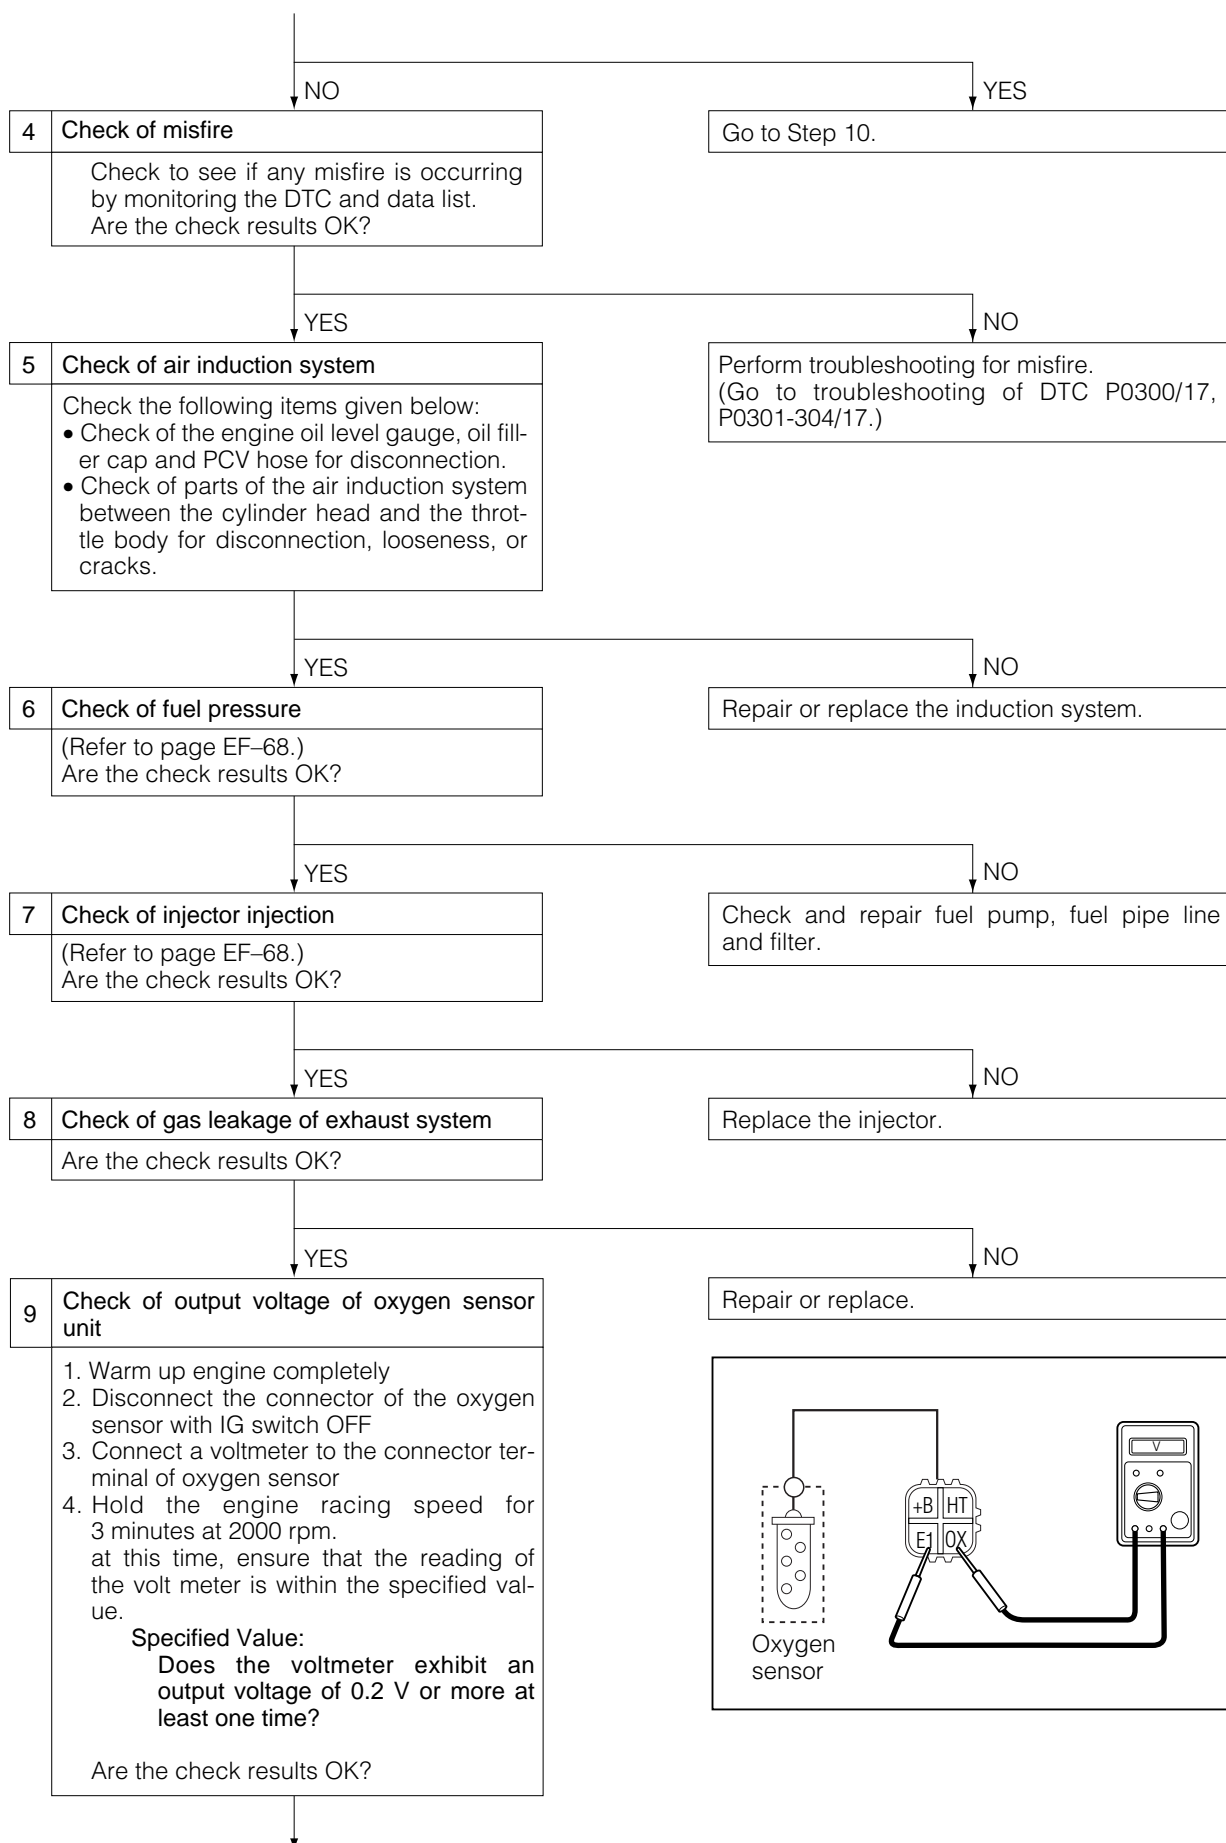 NO
YES
4 Check of misfire
Go to Step 10.
Check to see if any misfire is occurring
by monitoring the DTC and data list.
Are the check results OK?
YES
NO
5 Check of air induction system
Perform troubleshooting for misfire.
(Go to troubleshooting of DTC P0300/17,
P0301-304/17.)
Check the following items given below:
• Check of the engine oil level gauge, oil fill-
er cap and PCV hose for disconnection.
• Check of parts of the air induction system
between the cylinder head and the throt-
tle body for disconnection, looseness, or
cracks.
YES
NO
6 Check of fuel pressure
Repair or replace the induction system.
(Refer to page EF–68.)
Are the check results OK?
YES
NO
7 Check of injector injection
Check and repair fuel pump, fuel pipe line
and filter.
(Refer to page EF–68.)
Are the check results OK?
YES
NO
8 Check of gas leakage of exhaust system
Replace the injector.
Are the check results OK?
YES
NO
9 Check of output voltage of oxygen sensor
unit
Repair or replace.
1. Warm up engine completely
2. Disconnect the connector of the oxygen
sensor with IG switch OFF
3. Connect a voltmeter to the connector ter-
minal of oxygen sensor
4. Hold the engine racing speed for
3 minutes at 2000 rpm.
at this time, ensure that the reading of
the volt meter is within the specified val-
ue.
Specified Value:
Does the voltmeter exhibit an
output voltage of 0.2 V or more at
least one time?
Are the check results OK?
V
+B HT
E1 OX
Oxygen
sensor